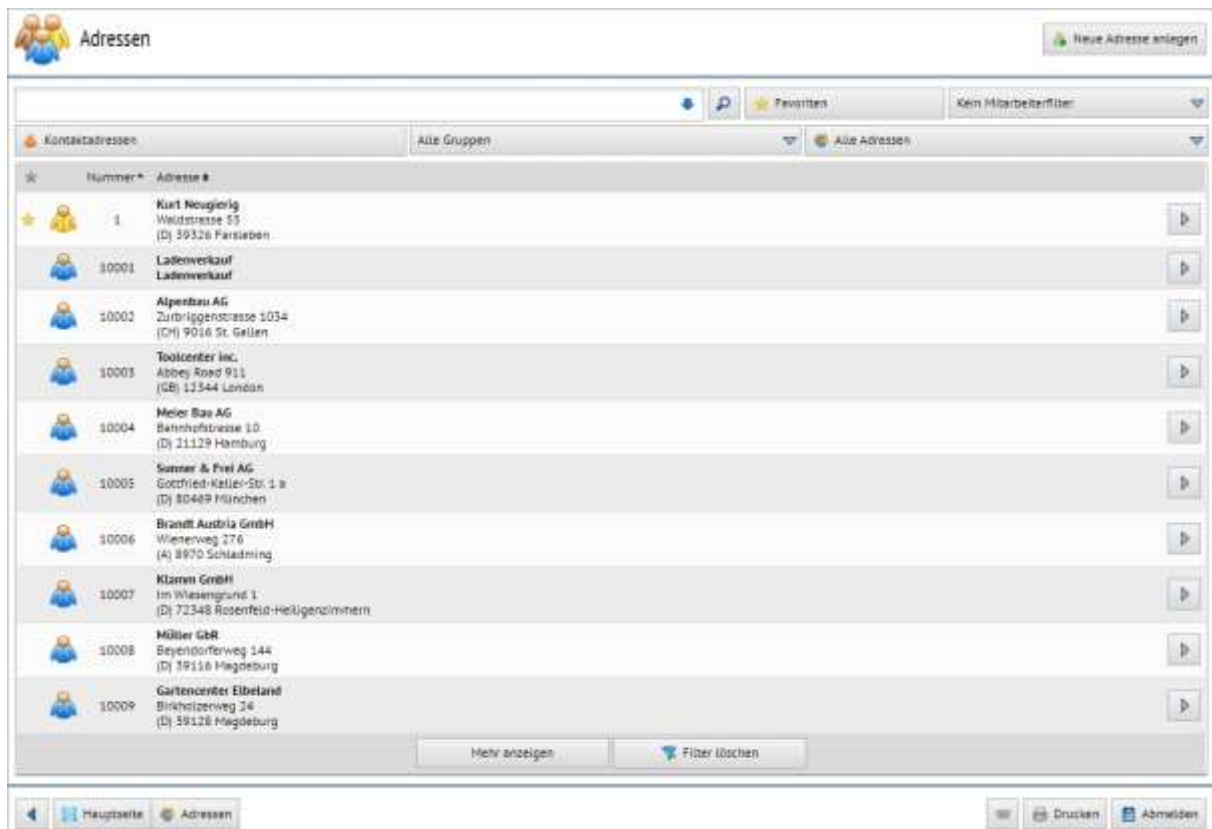 Adressen
Neue Adresse anlegen
Favoriten
Kein Mitarbeiterfilter
Kontaktadressen
Alle Gruppen
Alle Adressen
Nummer Adresse
1
Kurt Neugierig
Waldstrasse 55
(D) 39326 Farsleben
10001
Ladenverkauf
Ladenverkauf
10002
Alpenbau AG
Zurbriggenstrasse 1034
(CH) 9016 St. Gallen
10003
Toolcenter inc.
Abbey Road 911
(GB) 12344 London
10004
Meier Bau AG
Bahnhofstrasse 10
(D) 21129 Hamburg
10005
Sunner & Frei AG
Gottfried-Keller-Str. 1 a
(D) 80469 München
10006
Brandt Austria GmbH
Wienerweg 276
(A) 8970 Schladming
10007
Klamm GmbH
Im Wiesengrund 1
(D) 72348 Rosenfeld-Heiligenzimmern
10008
Müller GbR
Beyendorferweg 144
(D) 39116 Magdeburg
10009
Gartencenter Elbeland
Birkholzerweg 24
(D) 39128 Magdeburg
Mehr anzeigen
Filter löschen
Hauptseite
Adressen
Drucken
Abmelden